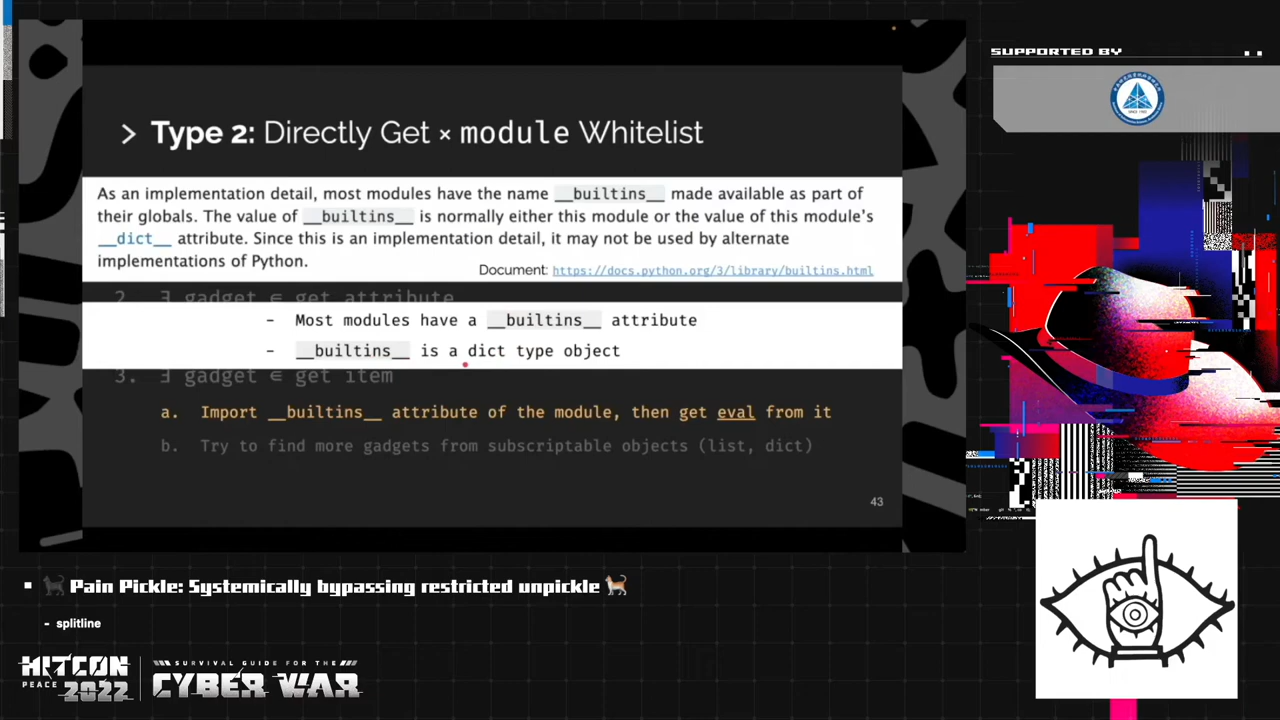 SUPPORTED BY
> Type 2: Directly Get × module Whitelist
As an implementation detail, most modules have the name __builtins__ made available as part of
their globals. The value of __builtins__ is normally either this module or the value of this module's
__dict__ attribute. Since this is an implementation detail, it may not be used by alternate
implementations of Python.
Document: https://docs.python.org/3/library/builtins.html
2. ∃ gadget ∈ get attribute
- Most modules have a __builtins__ attribute
- __builtins__ is a dict type object
3. ∃ gadget ∈ get item
a. Import __builtins__ attribute of the module, then get eval from it
b. Try to find more gadgets from subscriptable objects (list, dict)
43
Pain Pickle: Systemically bypassing restricted unpickle
- splitline
HITCON
PEACE 2022
SURVIVAL GUIDE FOR THE
CYBER WAR